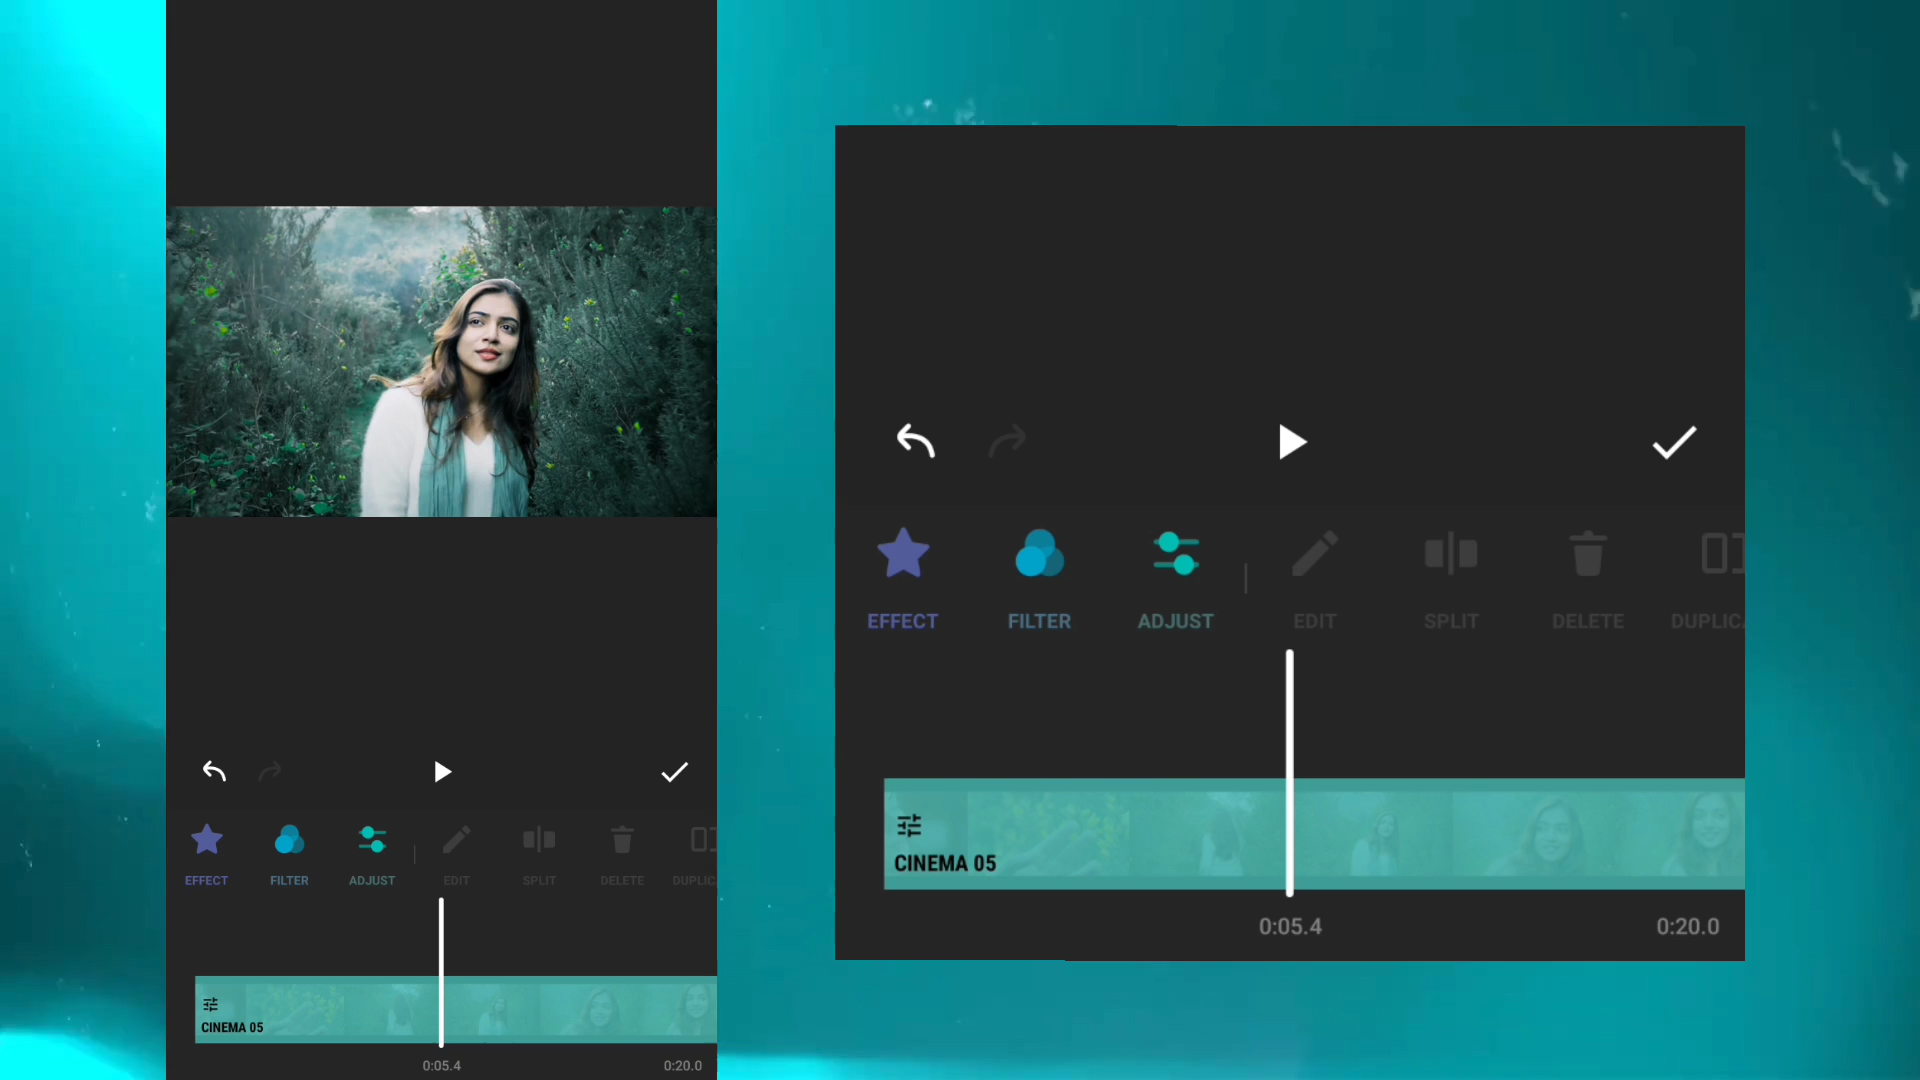 EFFECT FILTER ADJUST EDIT SPLIT DELETE DUPLIC
CINEMA 05
0:05.4 0:20.0
EFFECT FILTER ADJUST EDIT SPLIT DELETE DUPLIC
CINEMA 05
0:05.4 0:20.0